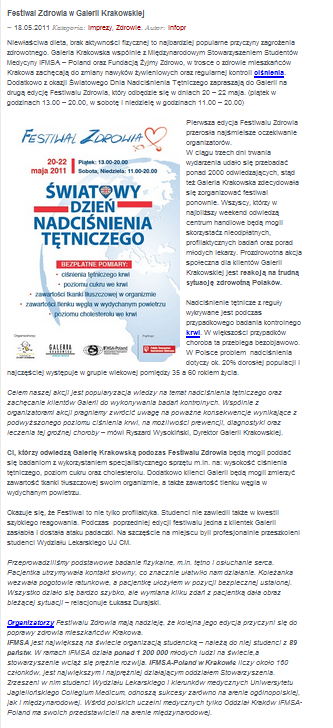 Festiwal Zdrowia w Galerii Krakowskiej
– 18.05.2011 Kategoria: Imprezy, Zdrowie. Autor: infopr
Niewłaściwa dieta, brak aktywności fizycznej to najbardziej popularne przyczyny zagrożenia
zdrowotnego. Galeria Krakowska wspólnie z Międzynarodowym Stowarzyszeniem Studentów
Medycyny IFMSA – Poland oraz Fundacją Żyjmy Zdrowo, w trosce o zdrowie mieszkańców
Krakowa zachęcają do zmiany nawyków żywieniowych oraz regularnej kontroli ciśnienia.
Dodatkowo z okazji Światowego Dnia Nadciśnienia Tętniczego zapraszają do Galerii na
drugą edycję Festiwalu Zdrowia, który odbędzie się w dniach 20 – 22 maja. (piątek w
godzinach 13.00 – 20.00, w sobotę i niedzielę w godzinach 11.00 – 20.00)
FESTIWAL ZDROWIA
20-22
maja 2011
Piątek: 13.00-20.00
Sobota, Niedziela: 11.00-20.00
ŚWIATOWY
DZIEŃ
NADCIŚNIENIA
TĘTNICZEGO
BEZPŁATNE POMIARY:
• ciśnienia tętniczego krwi
• poziomu cukru we krwi
• zawartości tkanki tłuszczowej w organizmie
• zawartości tlenku węgla w wydychanym powietrzu
• poziomu cholesterolu we krwi
GALERIA
KRAKOWSKA
IFMSA-Poland
Pierwsza edycja Festiwalu Zdrowia
przerosła najśmielsze oczekiwanie
organizatorów.
W ciągu trzech dni trwania
wydarzenia udało się przebadać
ponad 2000 odwiedzających, stąd
też Galeria Krakowska zdecydowała
się zorganizować festiwal
ponownie. Wszyscy, którzy w
najbliższy weekend odwiedzą
centrum handlowe będą mogli
skorzystać z nieodpłatnych,
profilaktycznych badań oraz porad
młodych lekarzy. Prozdrowotna akcja
społeczna dla klientów Galerii
Krakowskiej jest reakcją na trudną
sytuację zdrowotną Polaków.
Nadciśnienie tętnicze z reguły
wykrywane jest podczas
przypadkowego badania kontrolnego
krwi. W większości przypadków
choroba ta przebiega bezobjawowo.
W Polsce problem nadciśnienia
dotyczy ok. 20% dorosłej populacji i
najczęściej występuje w grupie wiekowej pomiędzy 35 a 60 rokiem życia.
Celem naszej akcji jest popularyzacja wiedzy na temat nadciśnienia tętniczego oraz
zachęcanie klientów Galerii do wykonywania badań kontrolnych. Wspólnie z
organizatorami akcji pragniemy zwrócić uwagę na poważne konsekwencje wynikające z
podwyższonego poziomu ciśnienia krwi, na możliwości prewencji, diagnostyki oraz
leczenia tej groźnej choroby – mówi Ryszard Wysokiński, Dyrektor Galerii Krakowskiej.
Ci, którzy odwiedzą Galerię Krakowską podczas Festiwalu Zdrowia będą mogli poddać
się badaniom z wykorzystaniem specjalistycznego sprzętu m.in. na: wysokość ciśnienia
tętniczego, poziom cukru oraz cholesterolu. Dodatkowo klienci Galerii będą mogli zmierzyć
zawartość tkanki tłuszczowej swoim organizmie, a także zawartość tlenku węgla w
wydychanym powietrzu.
Okazuje się, że Festiwal to nie tylko profilaktyka. Studenci nie zawiedli także w kwestii
szybkiego reagowania. Podczas poprzedniej edycji festiwalu jedna z klientek Galerii
zasłabła i dostała ataku padaczki. Na szczęście na miejscu byli profesjonalnie przeszkoleni
studenci Wydziału Lekarskiego UJ CM.
Przeprowadziliśmy podstawowe badanie fizykalne, m.in. tętno i osłuchanie serca.
Pacjentka utrzymywała kontakt słowny, co znacznie ułatwiło nam działanie. Koleżanka
wezwała pogotowie ratunkowe, a pacjentkę ułożyłem w pozycji bezpiecznej ustalonej.
Wszystko działo się bardzo szybko, ale wymiana kilku zdań z pacjentką dała obraz
bieżącej sytuacji – relacjonuje Łukasz Durajski.
Organizatorzy Festiwalu Zdrowia mają nadzieję, że kolejna jego edycja przyczyni się do
poprawy zdrowia mieszkańców Krakowa.
IFMSA jest największą na świecie organizacją studencką – należą do niej studenci z 89
państw. W ramach IFMSA działa ponad 1 200 000 młodych ludzi na świecie,a
stowarzyszenie wciąż się prężnie rozwija. IFMSA-Poland w Krakowie liczy około 160
członków, jest największym i najprężniej działającym oddziałem Stowarzyszenia.
Zrzeszeni w nim studenci Wydziału Lekarskiego i kierunków medycznych Uniwersytetu
Jagiellońskiego Collegium Medicum, odnoszą sukcesy zarówno na arenie ogólnopolskiej,
jak i międzynarodowej. Wśród polskich uczelni medycznych tylko Oddział Kraków IFMSA-
Poland ma swoich przedstawicieli na arenie międzynarodowej.